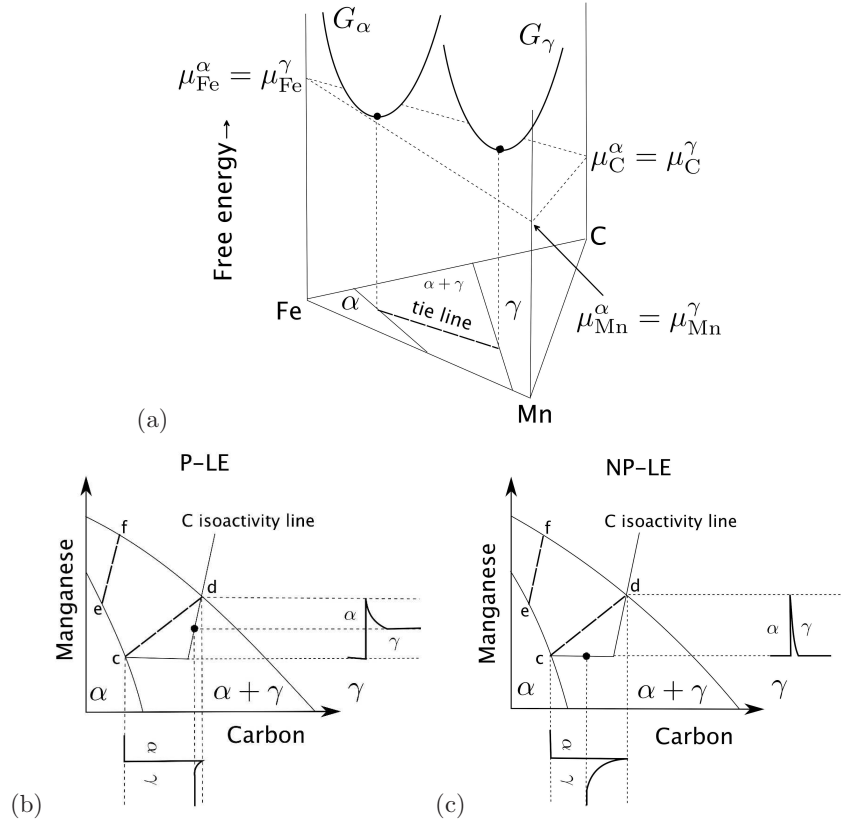 G_α
G_γ
μ^α_Fe = μ^γ_Fe
μ^α_C = μ^γ_C
Free energy→
C
α + γ
Fe
α
tie line
γ
μ^α_Mn = μ^γ_Mn
Mn
(a)
P-LE
NP-LE
C isoactivity line
C isoactivity line
f
f
d
d
Manganese
Manganese
e
e
α
γ
α
γ
c
c
α
α + γ
γ
α
α + γ
γ
Carbon
Carbon
α
γ
α
γ
(b)
(c)